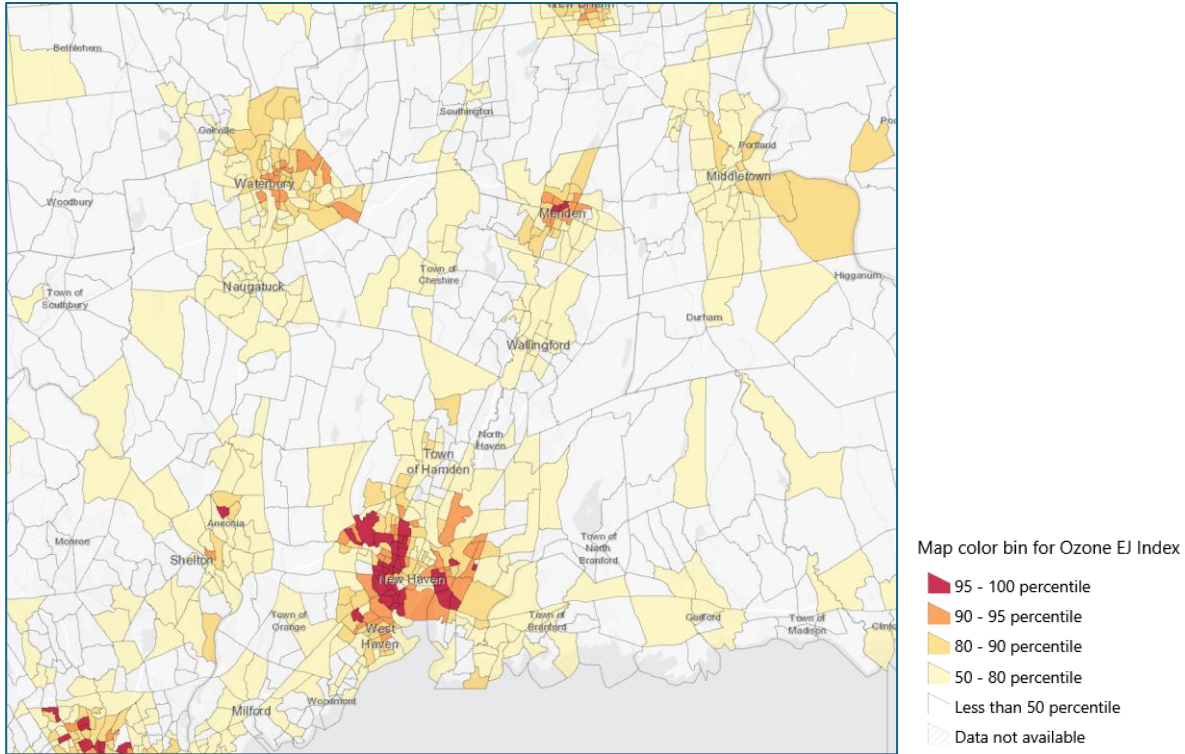 New Britain
Bethlehem
Southington
Oakville
Portland
Waterbury
Middletown
Woodbury
Meriden
Town of
Cheshire
Higganum
Naugatuck
Town of
Southbury
Durham
Wallingford
North
Haven
Town
of Hamden
Ansonia
Monroe
Shelton
Town of
North
Branford
New Haven
Town of
Orange
Town of
Branford
Guilford
Town of
Madison
West
Haven
Woodmont
Milford
Map color bin for Ozone EJ Index
95 - 100 percentile
90 - 95 percentile
80 - 90 percentile
50 - 80 percentile
Less than 50 percentile
Data not available